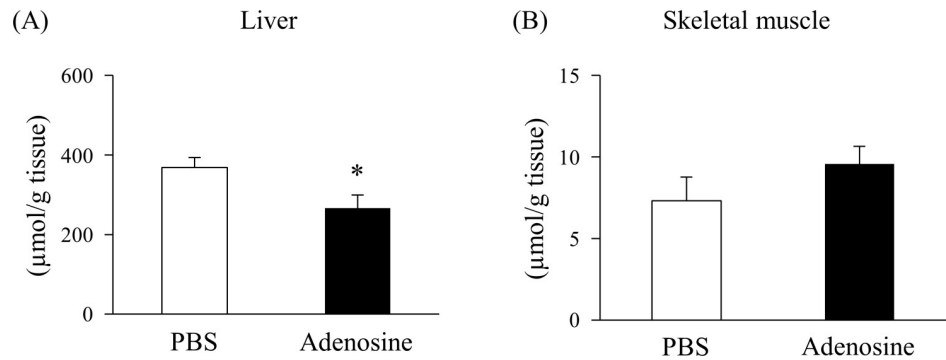 (A) Liver
600
400
200
0
(μmol/g tissue)
*
PBS Adenosine
(B) Skeletal muscle
15
10
5
0
(μmol/g tissue)
PBS Adenosine